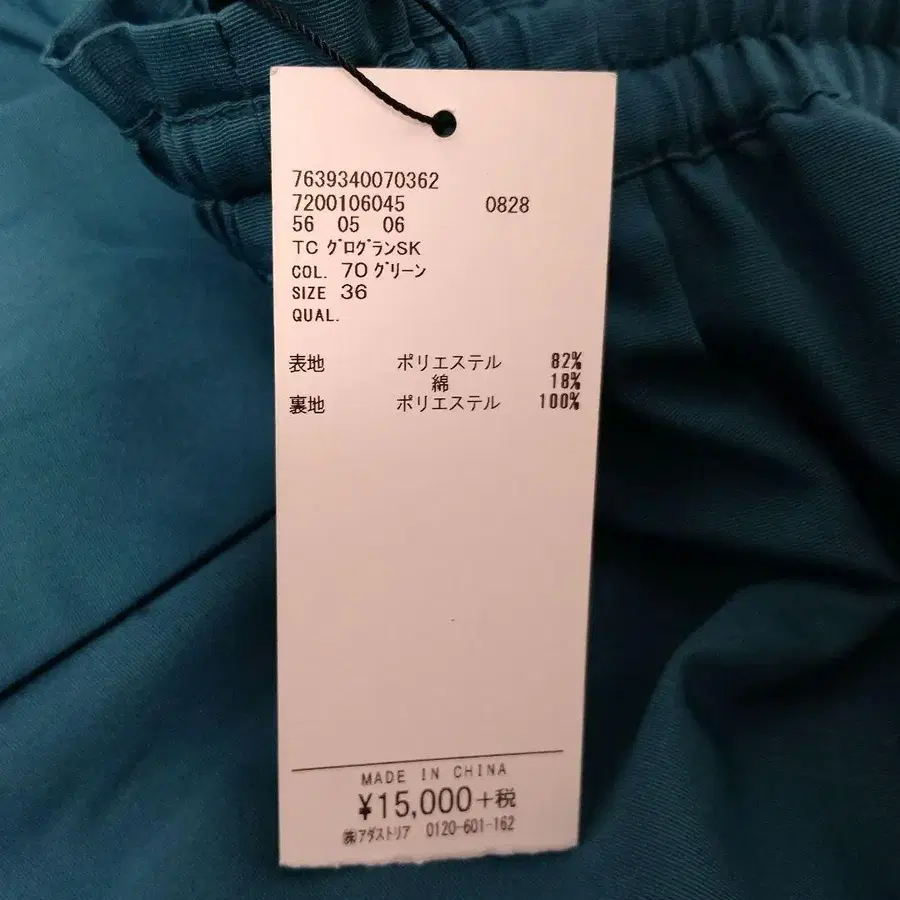 7639340070362
7200106045 0828
56 05 06
TC グログランSK
COL. 70 グリーン
SIZE 36
QUAL.
表地 ポリエステル 82%
綿 18%
裏地 ポリエステル 100%
MADE IN CHINA
¥15,000+税
㈱アダストリア 0120-601-162